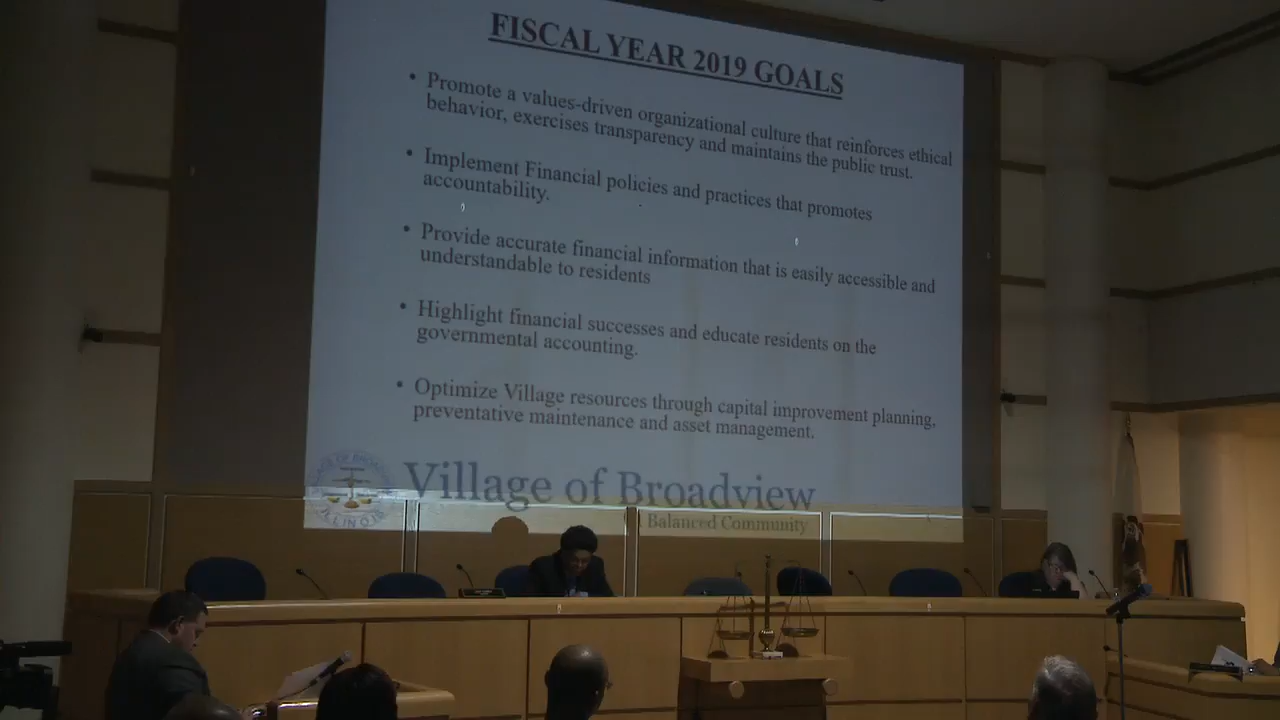 FISCAL YEAR 2019 GOALS
• Promote a values-driven organizational culture that reinforces ethical
behavior, exercises transparency and maintains the public trust.
• Implement Financial policies and practices that promotes
accountability.
• Provide accurate financial information that is easily accessible and
understandable to residents
• Highlight financial successes and educate residents on the
governmental accounting.
• Optimize Village resources through capital improvement planning,
preventative maintenance and asset management.
Village of Broadview
Balanced Community
ILLINOIS